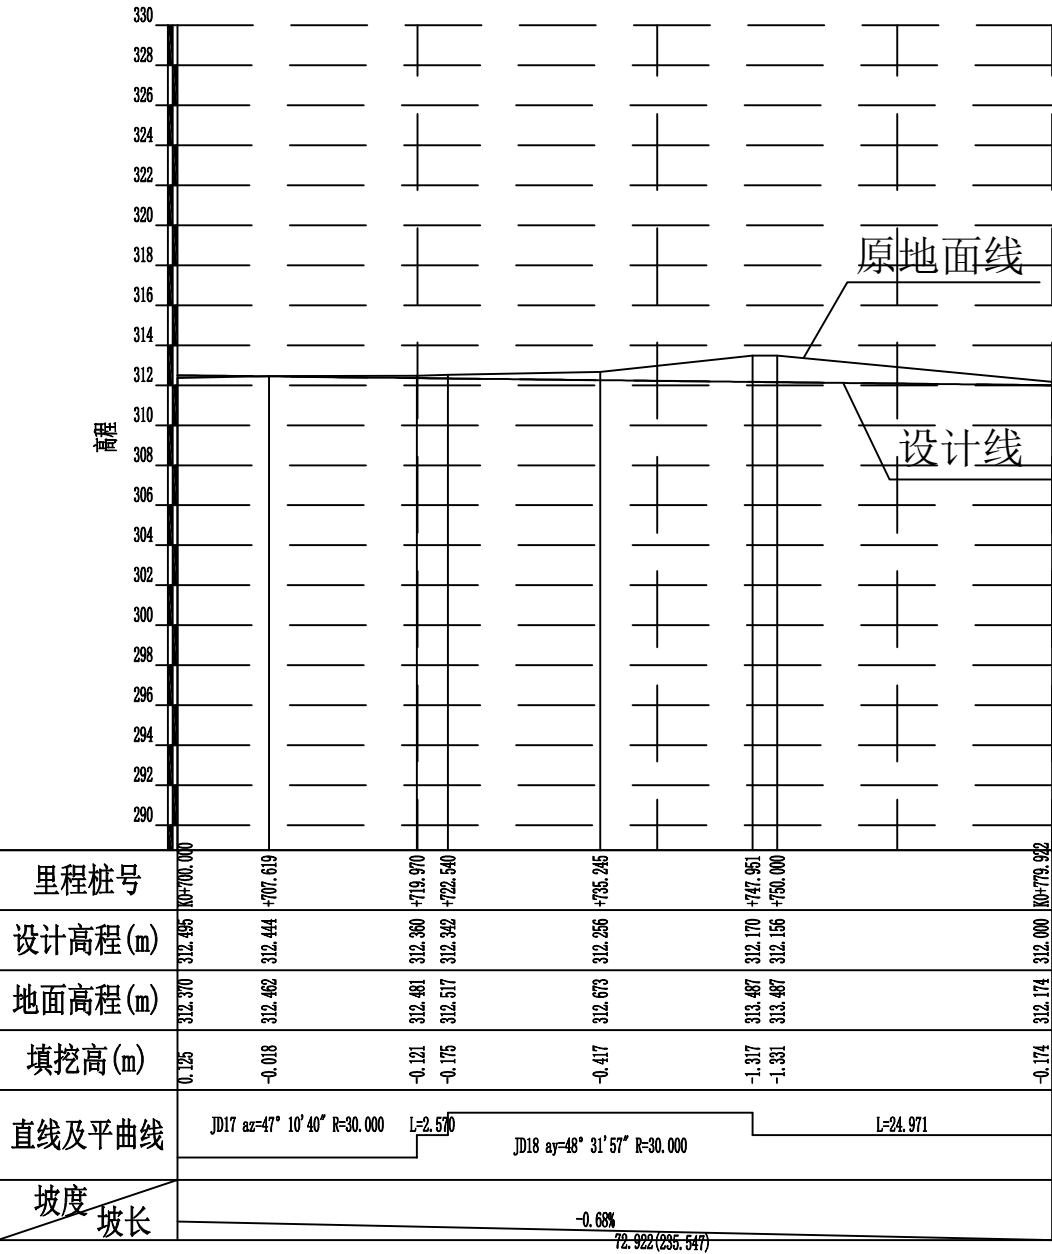 330
328
326
324
322
320
318
316
314
312
310
308
306
304
302
300
298
296
294
292
290
高程
原地面线
设计线
里程桩号 K0+700.000 +707.619 +719.970 +722.540 +735.245 +747.951 +750.000 K0+779.922
设计高程(m) 312.495 312.444 312.360 312.342 312.256 312.170 312.156 312.000
地面高程(m) 312.370 312.462 312.481 312.517 312.673 313.487 313.487 312.174
填挖高(m) 0.125 -0.018 -0.121 -0.175 -0.417 -1.317 -1.331 -0.174
直线及平曲线 JD17 az=47° 10'40" R=30.000 L=2.570 JD18 ay=48° 31'57" R=30.000 L=24.971
坡度 -0.68%
坡长 72.922(235.547)